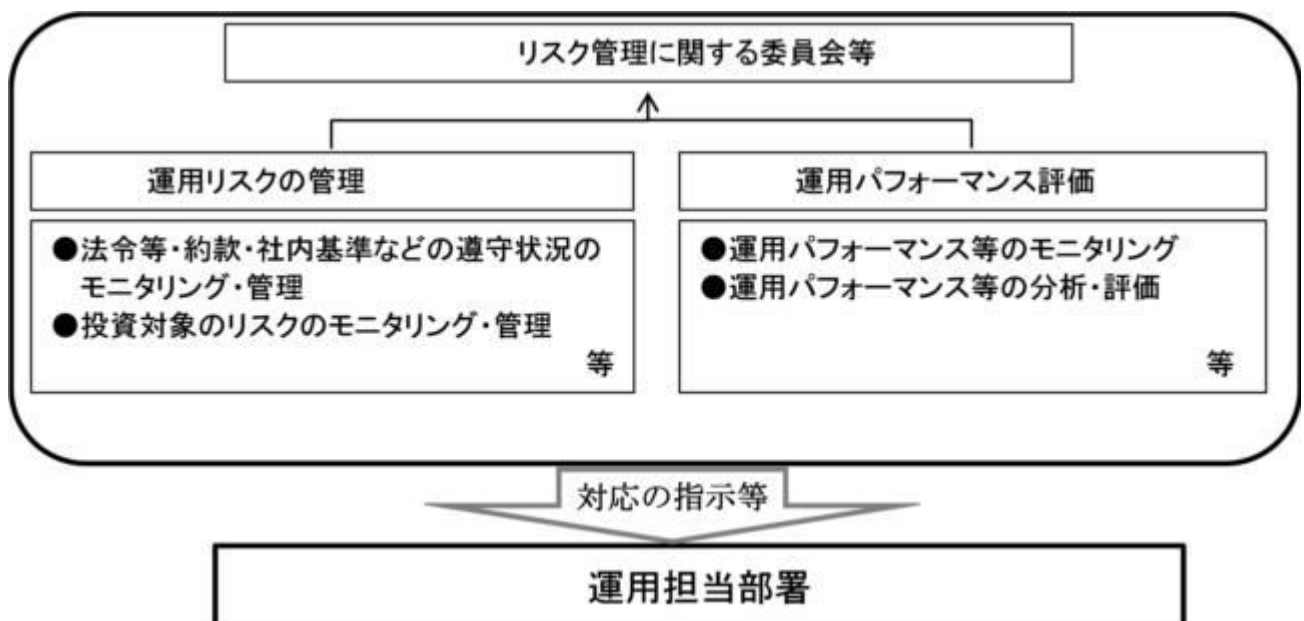 リスク管理に関する委員会等
運用リスクの管理
●法令等・約款・社内基準などの遵守状況の
モニタリング・管理
●投資対象のリスクのモニタリング・管理
等
運用パフォーマンス評価
●運用パフォーマンス等のモニタリング
●運用パフォーマンス等の分析・評価
等
対応の指示等
運用担当部署